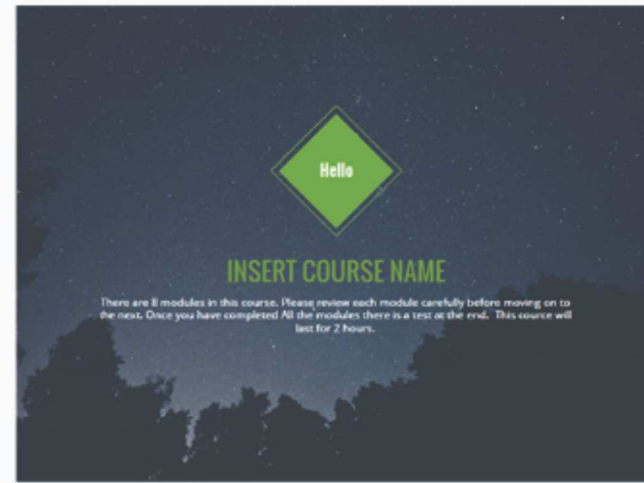 Hello
INSERT COURSE NAME
There are 8 modules in this course. Please review each module carefully before moving on to
the next. Once you have completed All the modules there is a test at the end.  This cource will
last for 2 hours.